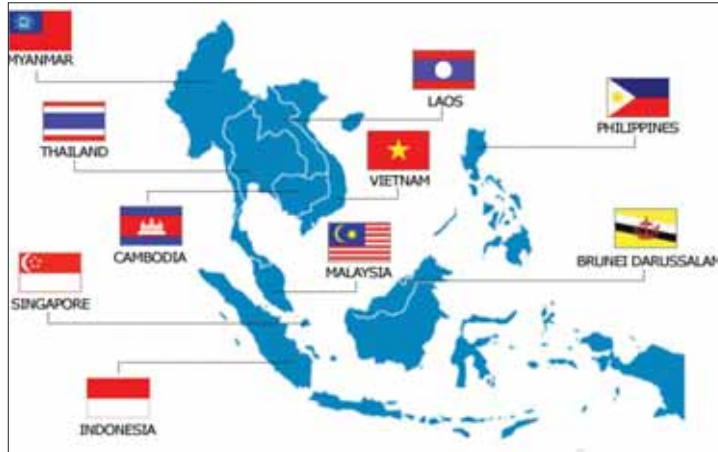 MYANMAR
LAOS
PHILIPPINES
THAILAND
VIETNAM
CAMBODIA
MALAYSIA
BRUNEI DARUSSALAM
SINGAPORE
INDONESIA